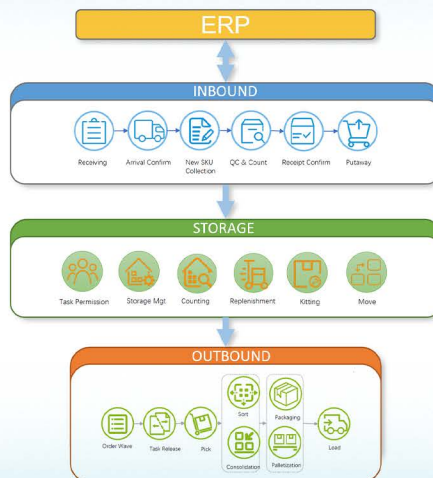 ERP
INBOUND
Receiving
Arrival Confirm
New SKU
Collection
QC & Count
Receipt Confirm
Putaway
STORAGE
Task Permission
Storage Mgt.
Counting
Replenishment
Kitting
Move
OUTBOUND
Order Wave
Task Release
Pick
Sort
Consolidation
Packaging
Palletization
Load